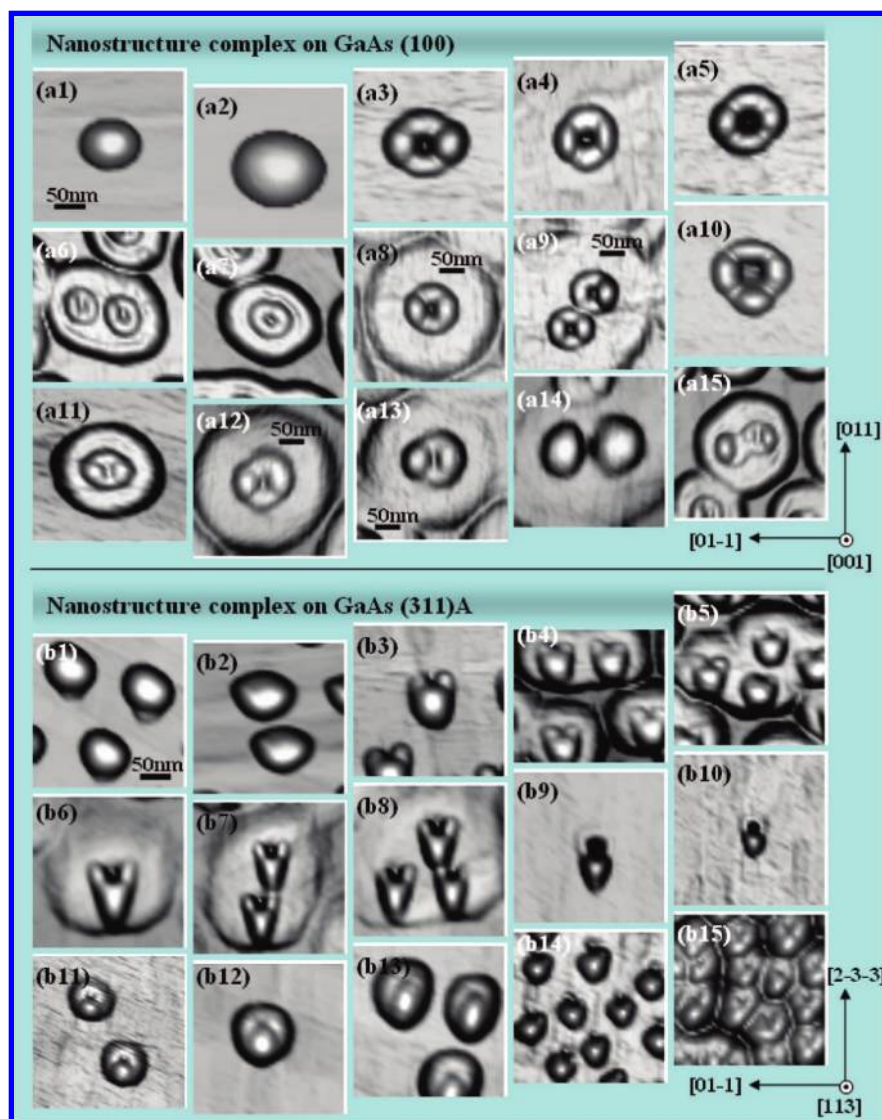 Nanostructure complex on GaAs (100)
(a1)
(a2)
(a3)
(a4)
(a5)
50nm
(a6)
(a7)
(a8)
50nm
(a9)
50nm
(a10)
(a11)
(a12)
50nm
(a13)
50nm
(a14)
(a15)
[011]
[01-1]
[001]
Nanostructure complex on GaAs (311)A
(b1)
50nm
(b2)
(b3)
(b4)
(b5)
(b6)
(b7)
(b8)
(b9)
(b10)
(b11)
(b12)
(b13)
(b14)
(b15)
[2-3-3]
[01-1]
[113]